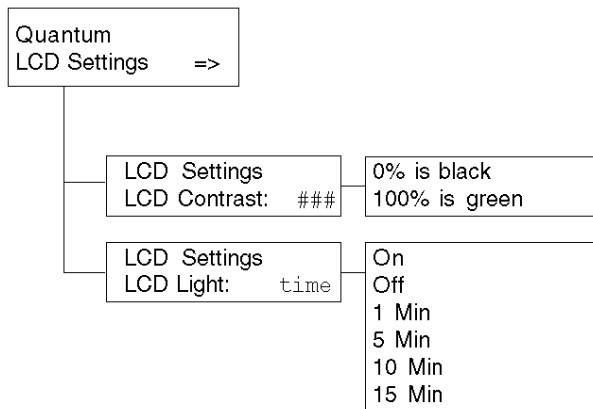 Quantum
LCD Settings =>
LCD Settings
LCD Contrast: ###
0% is black
100% is green
LCD Settings
LCD Light: time
On
Off
1 Min
5 Min
10 Min
15 Min